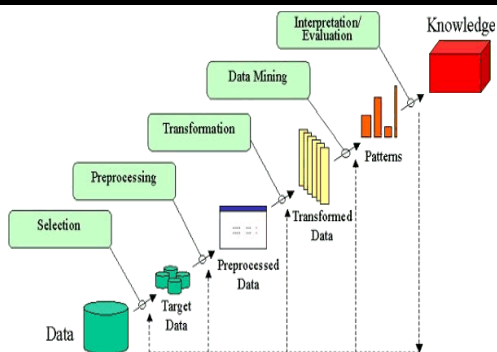 Interpretation/
Evaluation
Knowledge
Data Mining
Transformation
Patterns
Preprocessing
Transformed
Data
Selection
Preprocessed
Data
Target
Data
Data